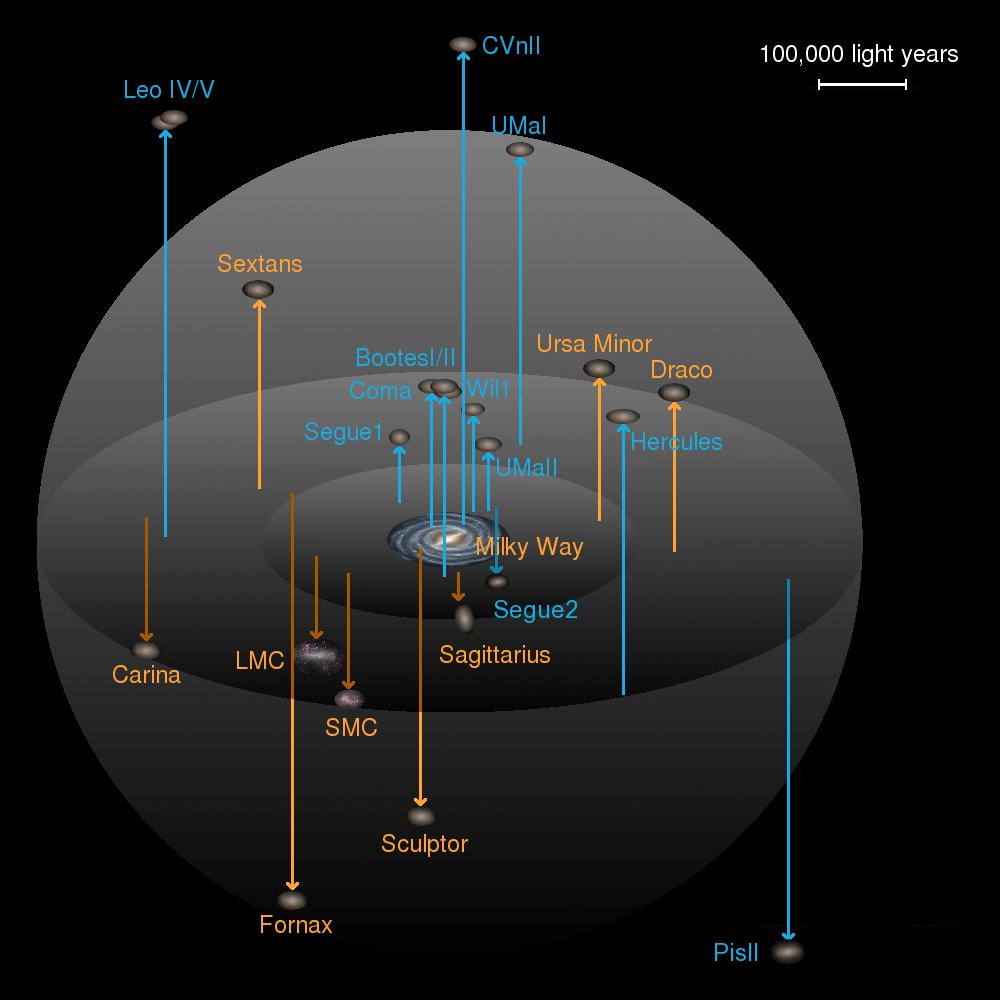 CVnII
100,000 light years
Leo IV/V
UMaI
Sextans
Ursa Minor
BootesI/II
Draco
Coma
Wil1
Segue1
Hercules
UMaII
Milky Way
Segue2
Sagittarius
LMC
Carina
SMC
Sculptor
Fornax
PisII